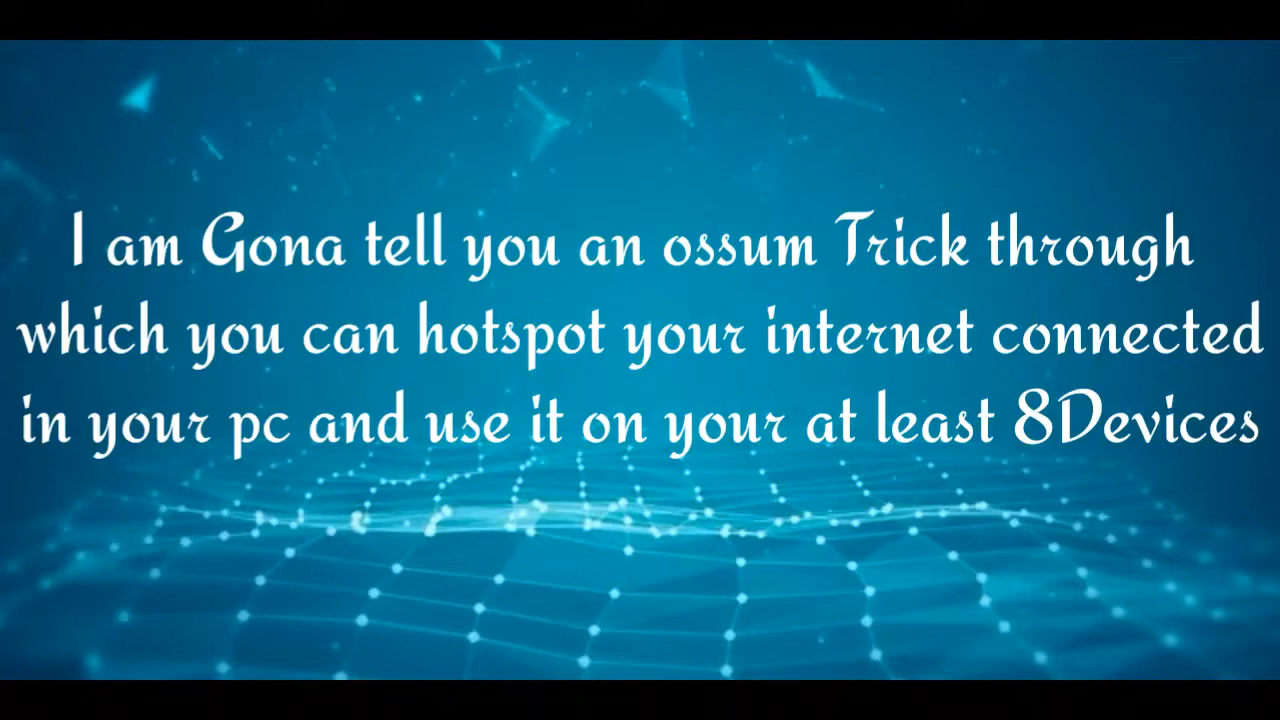 I am Gona tell you an ossum Trick through
which you can hotspot your internet connected
in your pc and use it on your at least 8Devices